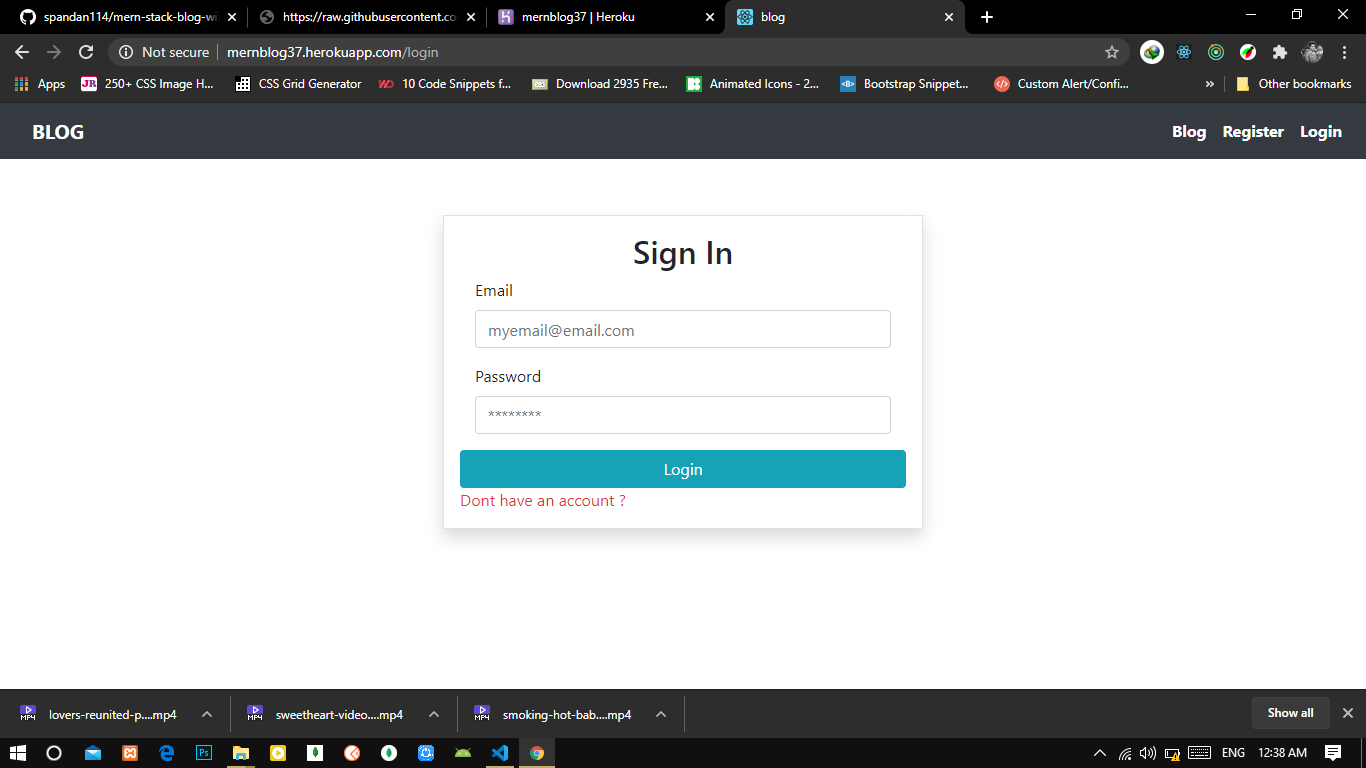 spandan114/mern-stack-blog-wi
https://raw.githubusercontent.co
mernblog37 | Heroku
blog
Not secure
mernblog37.herokuapp.com/login
Apps
250+ CSS Image H...
CSS Grid Generator
10 Code Snippets f...
Download 2935 Fre...
Animated Icons - 2...
Bootstrap Snippet...
Custom Alert/Confi...
Other bookmarks
BLOG
Blog
Register
Login
Sign In
Email
myemail@email.com
Password
********
Login
Dont have an account ?
lovers-reunited-p....mp4
sweetheart-video....mp4
smoking-hot-bab....mp4
Show all
ENG
12:38 AM